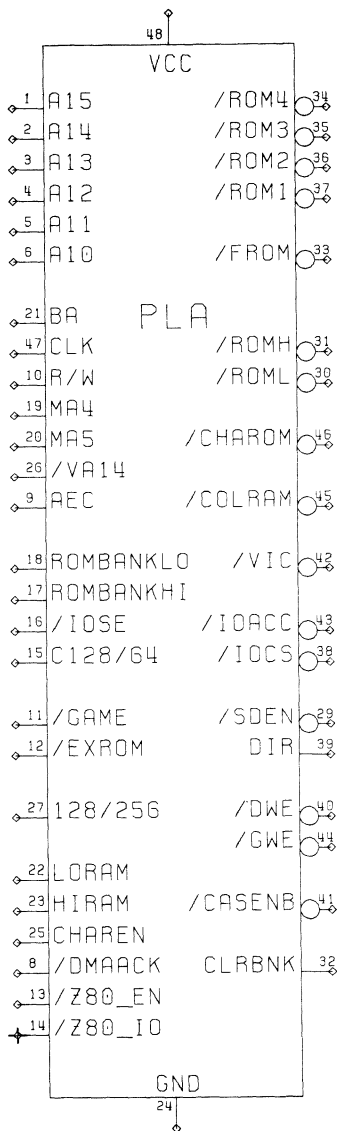 48
VCC
1 A15 /ROM4 34
2 A14 /ROM3 35
3 A13 /ROM2 36
4 A12 /ROM1 37
5 A11
6 A10 /FROM 33
21 BA PLA
47 CLK /ROMH 31
10 R/W /ROML 30
19 MA4
20 MA5 /CHAROM 46
26 /VA14
9 AEC /COLRAM 45
18 ROMBANKLO /VIC 42
17 ROMBANKHI
16 /IOSE /IOACC 43
15 C128/64 /IOCS 38
11 /GAME /SDEN 29
12 /EXROM DIR 39
27 128/256 /DWE 40
/GWE 44
22 LORAM
23 HIRAM /CASENB 41
25 CHAREN
8 /DMAACK CLRBNK 32
13 /Z80_EN
14 /Z80_IO
GND
24